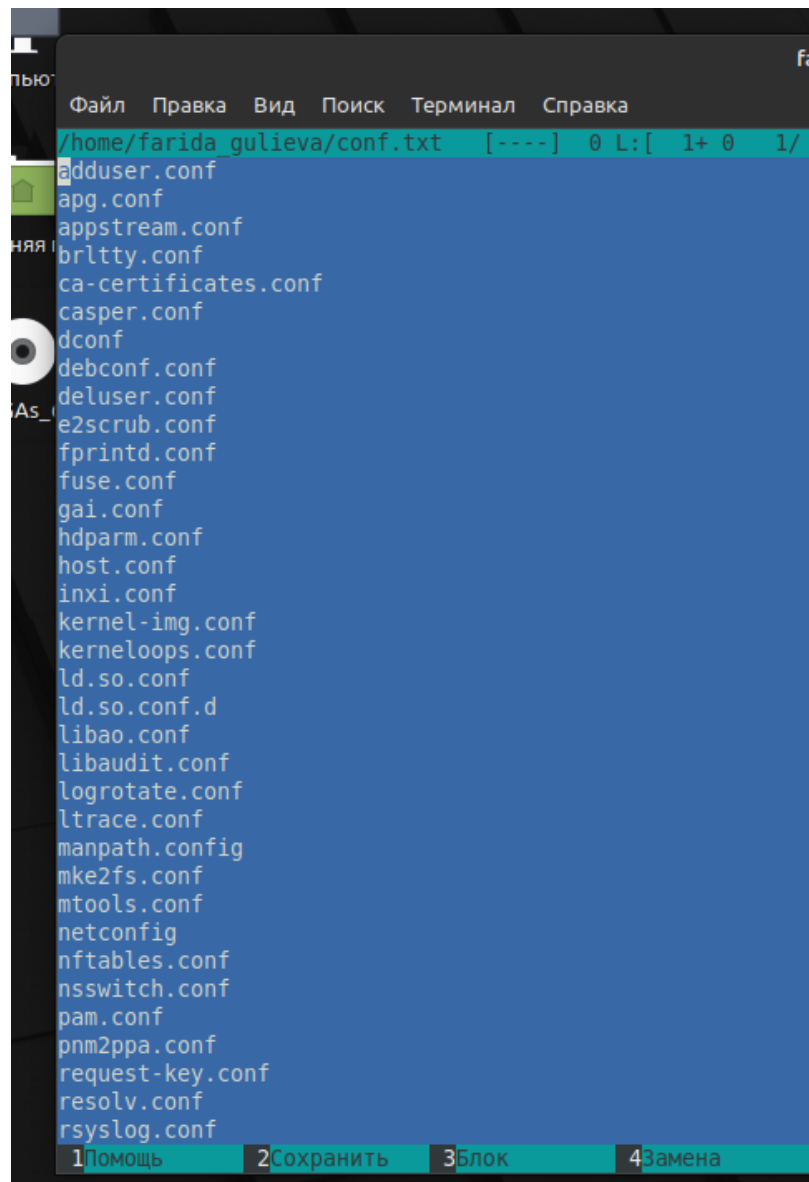 fa
Файл Правка Вид Поиск Терминал Справка
/home/farida_gulieva/conf.txt [----] 0 L:[ 1+ 0 1/
adduser.conf
apg.conf
appstream.conf
brltty.conf
ca-certificates.conf
casper.conf
dconf
debconf.conf
deluser.conf
e2scrub.conf
fprintd.conf
fuse.conf
gai.conf
hdparm.conf
host.conf
inxi.conf
kernel-img.conf
kerneloops.conf
ld.so.conf
ld.so.conf.d
libao.conf
libaudit.conf
logrotate.conf
ltrace.conf
manpath.config
mke2fs.conf
mtools.conf
netconfig
nftables.conf
nsswitch.conf
pam.conf
pnm2ppa.conf
request-key.conf
resolv.conf
rsyslog.conf
1Помощь 2Сохранить 3Блок 4Замена